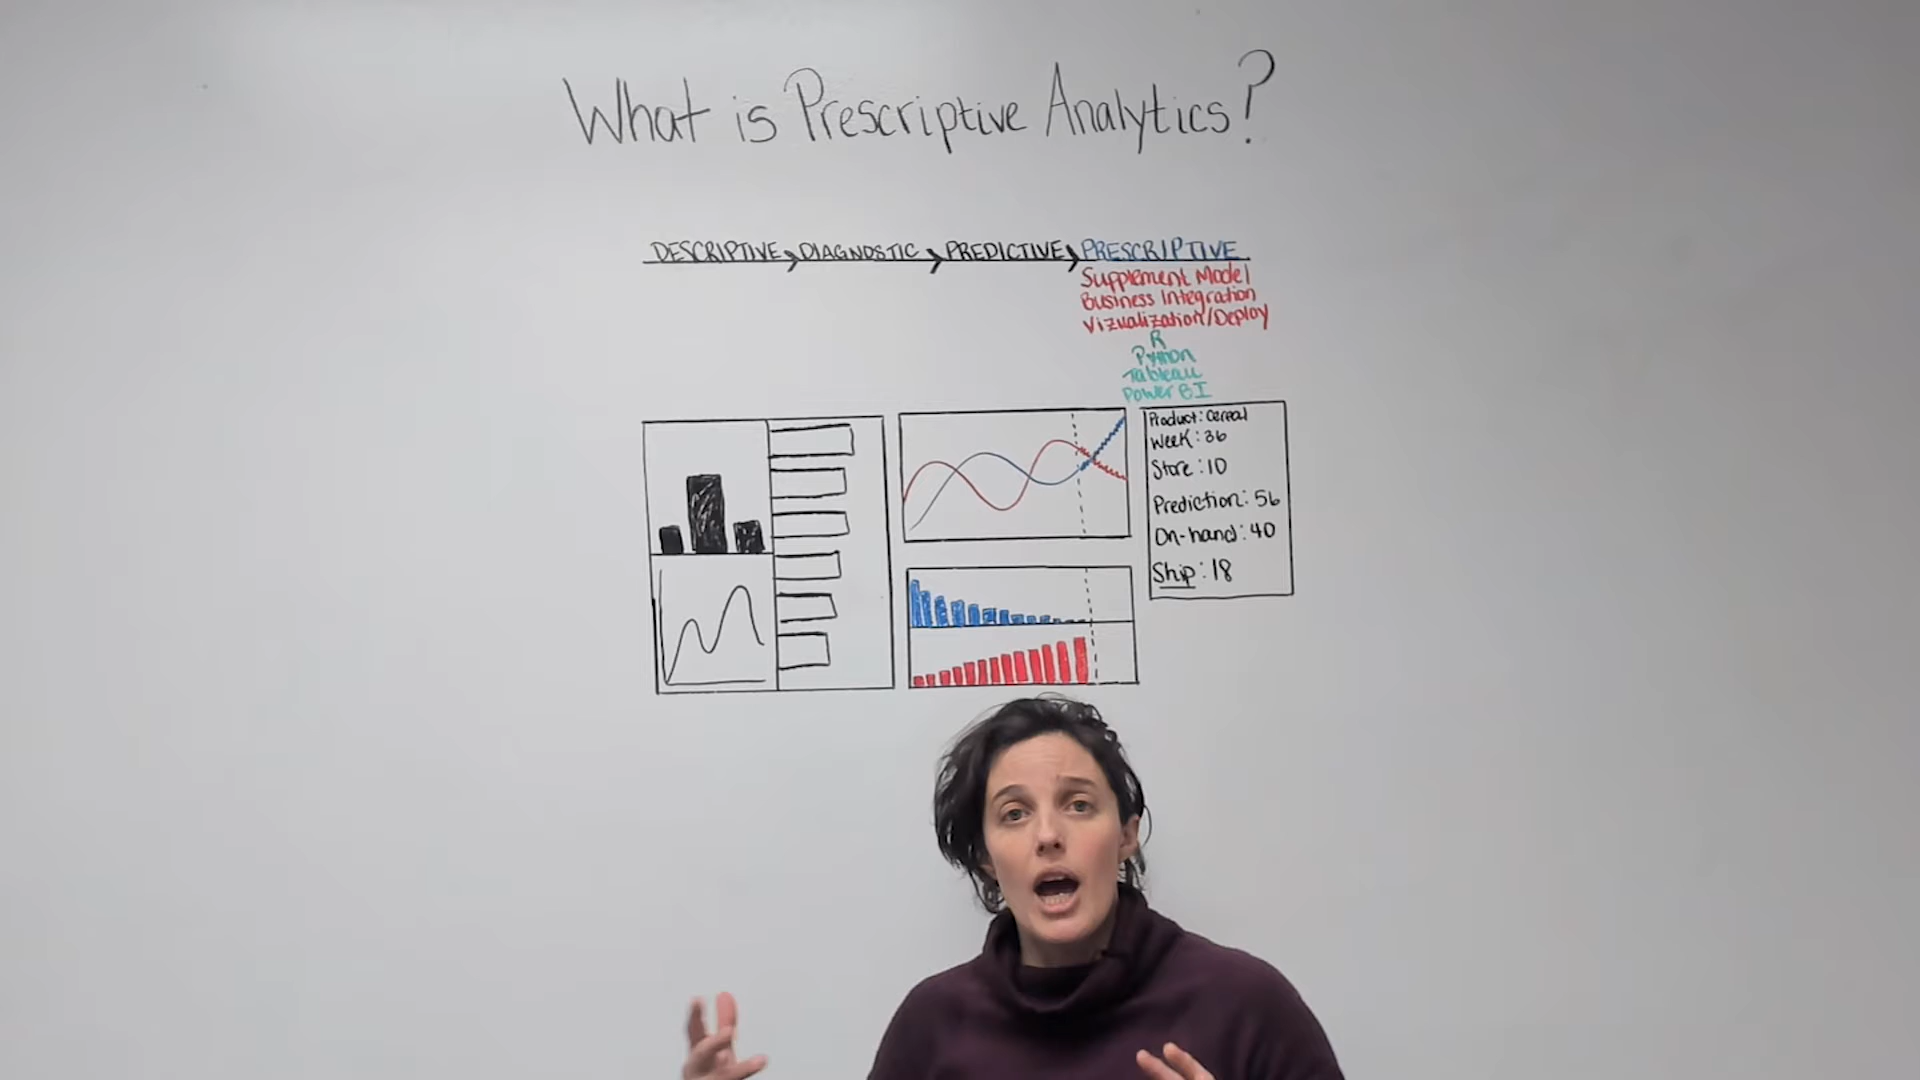 What is Prescriptive Analytics?
DESCRIPTIVE DIAGNOSTIC PREDICTIVE PRESCRIPTIVE
Supplement Model
Business Integration
Vizualization/Deploy
R
Python
Tableau
Power BI
Product: Cereal
Week: 36
Store: 10
Prediction: 56
On-hand: 40
Ship: 18